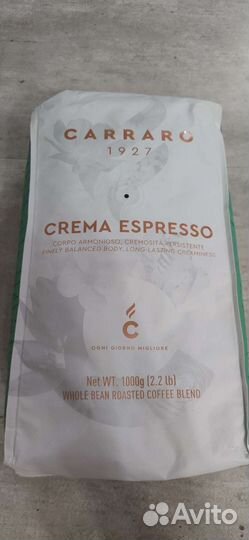 CARRARO
1927
CREMA ESPRESSO
CORPO ARMONIOSO, CREMOSITÀ PERSISTENTE
FINELY BALANCED BODY, LONG-LASTING CREAMINESS
C
OGNI GIORNO MIGLIORE
Net WT. 1000g (2.2 lb)
WHOLE BEAN ROASTED COFFEE BLEND
Avito